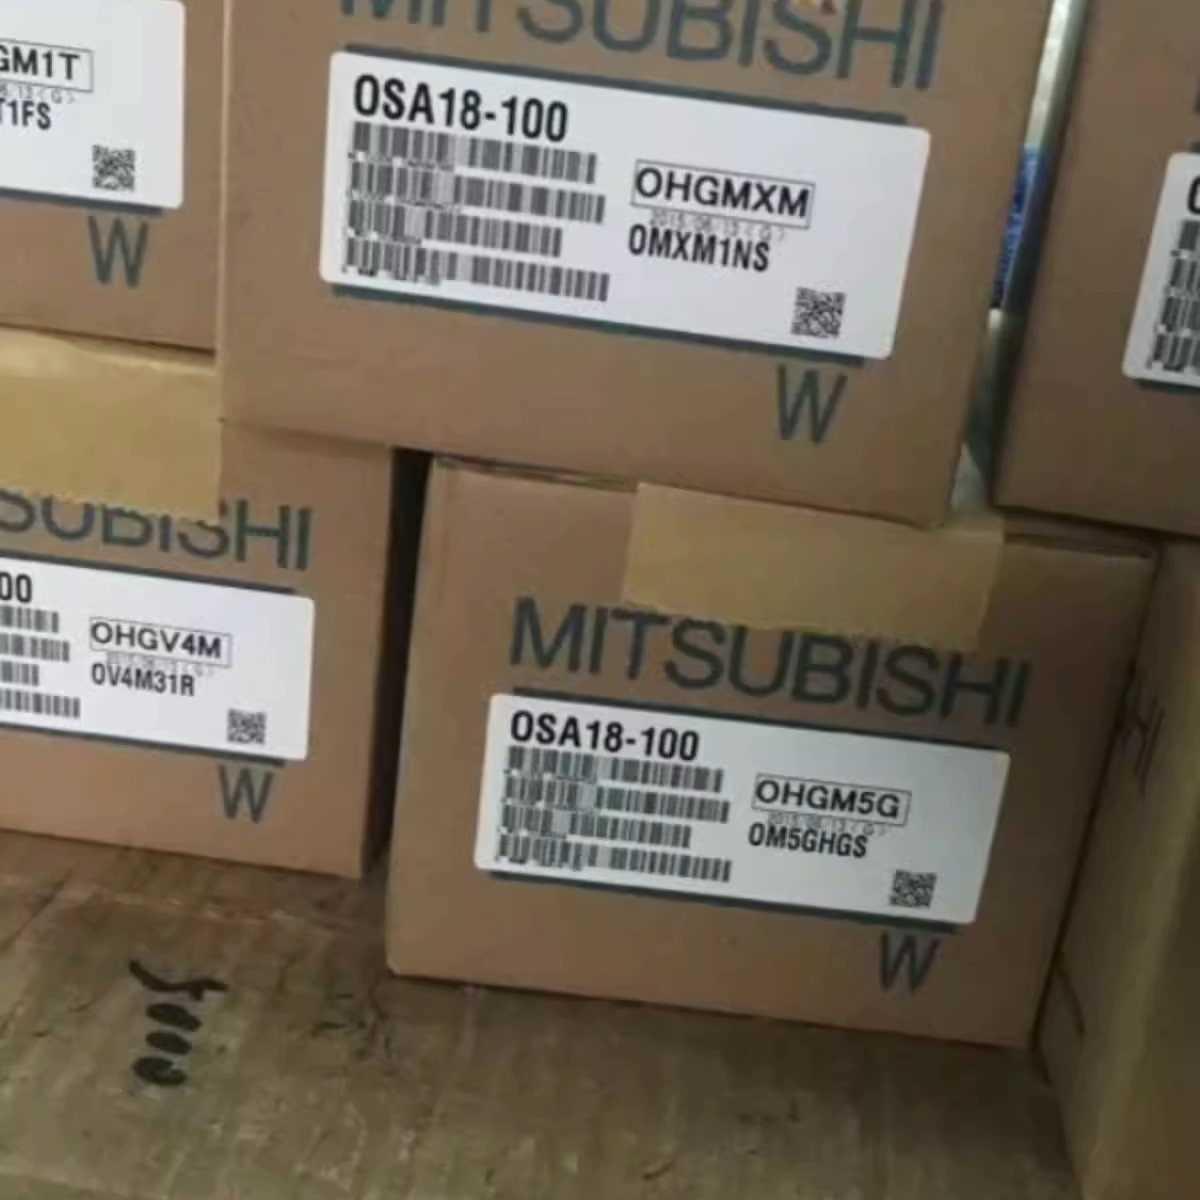 GM1T
T1FS
W
MITSUBISHI
OSA18-100
OHGMXM
OMXM1NS
W
SUBISHI
00
OHGV4M
OV4M31R
W
MITSUBISHI
OSA18-100
OHGM5G
OM5GHGS
W